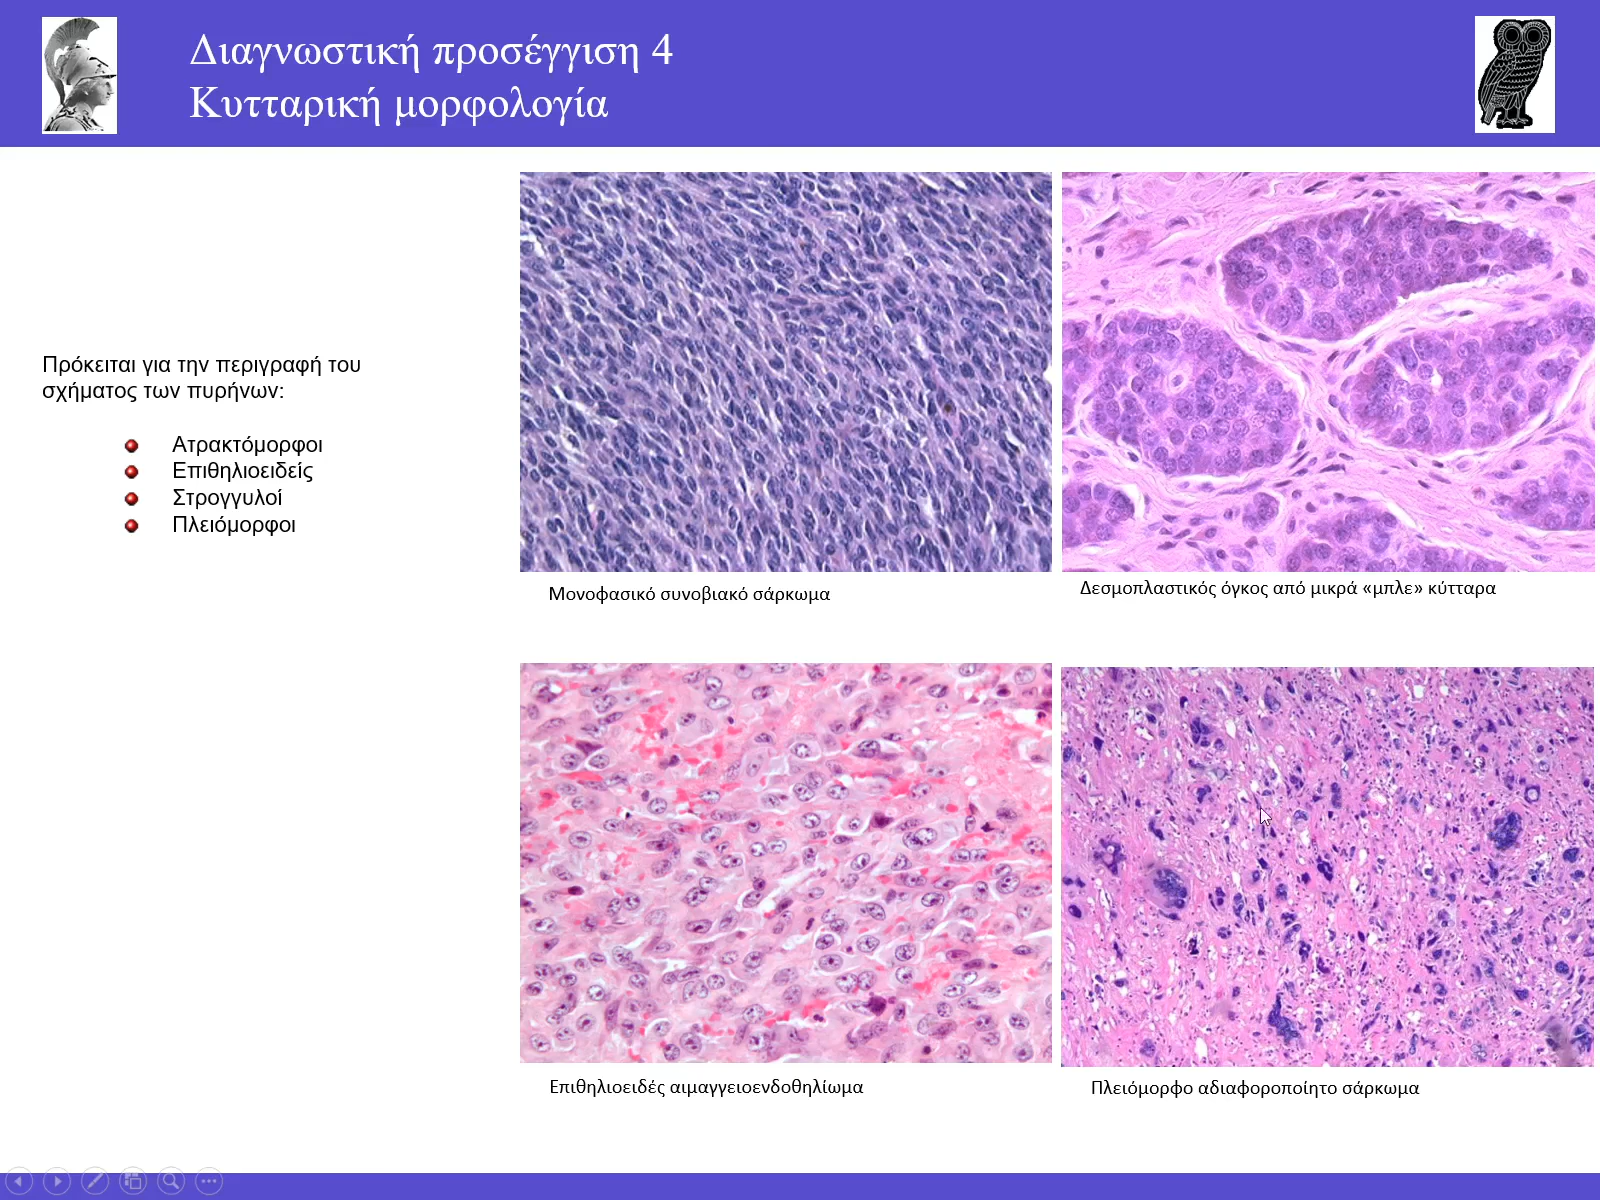 Διαγνωστική προσέγγιση 4
Κυτταρική μορφολογία
Πρόκειται για την περιγραφή του
σχήματος των πυρήνων:
Ατρακτόμορφοι
Επιθηλιοειδείς
Στρογγυλοί
Πλειόμορφοι
Μονοφασικό συνοβιακό σάρκωμα
Δεσμοπλαστικός όγκος από μικρά «μπλε» κύτταρα
Επιθηλιοειδές αιμαγγειοενδοθηλίωμα
Πλειόμορφο αδιαφοροποίητο σάρκωμα